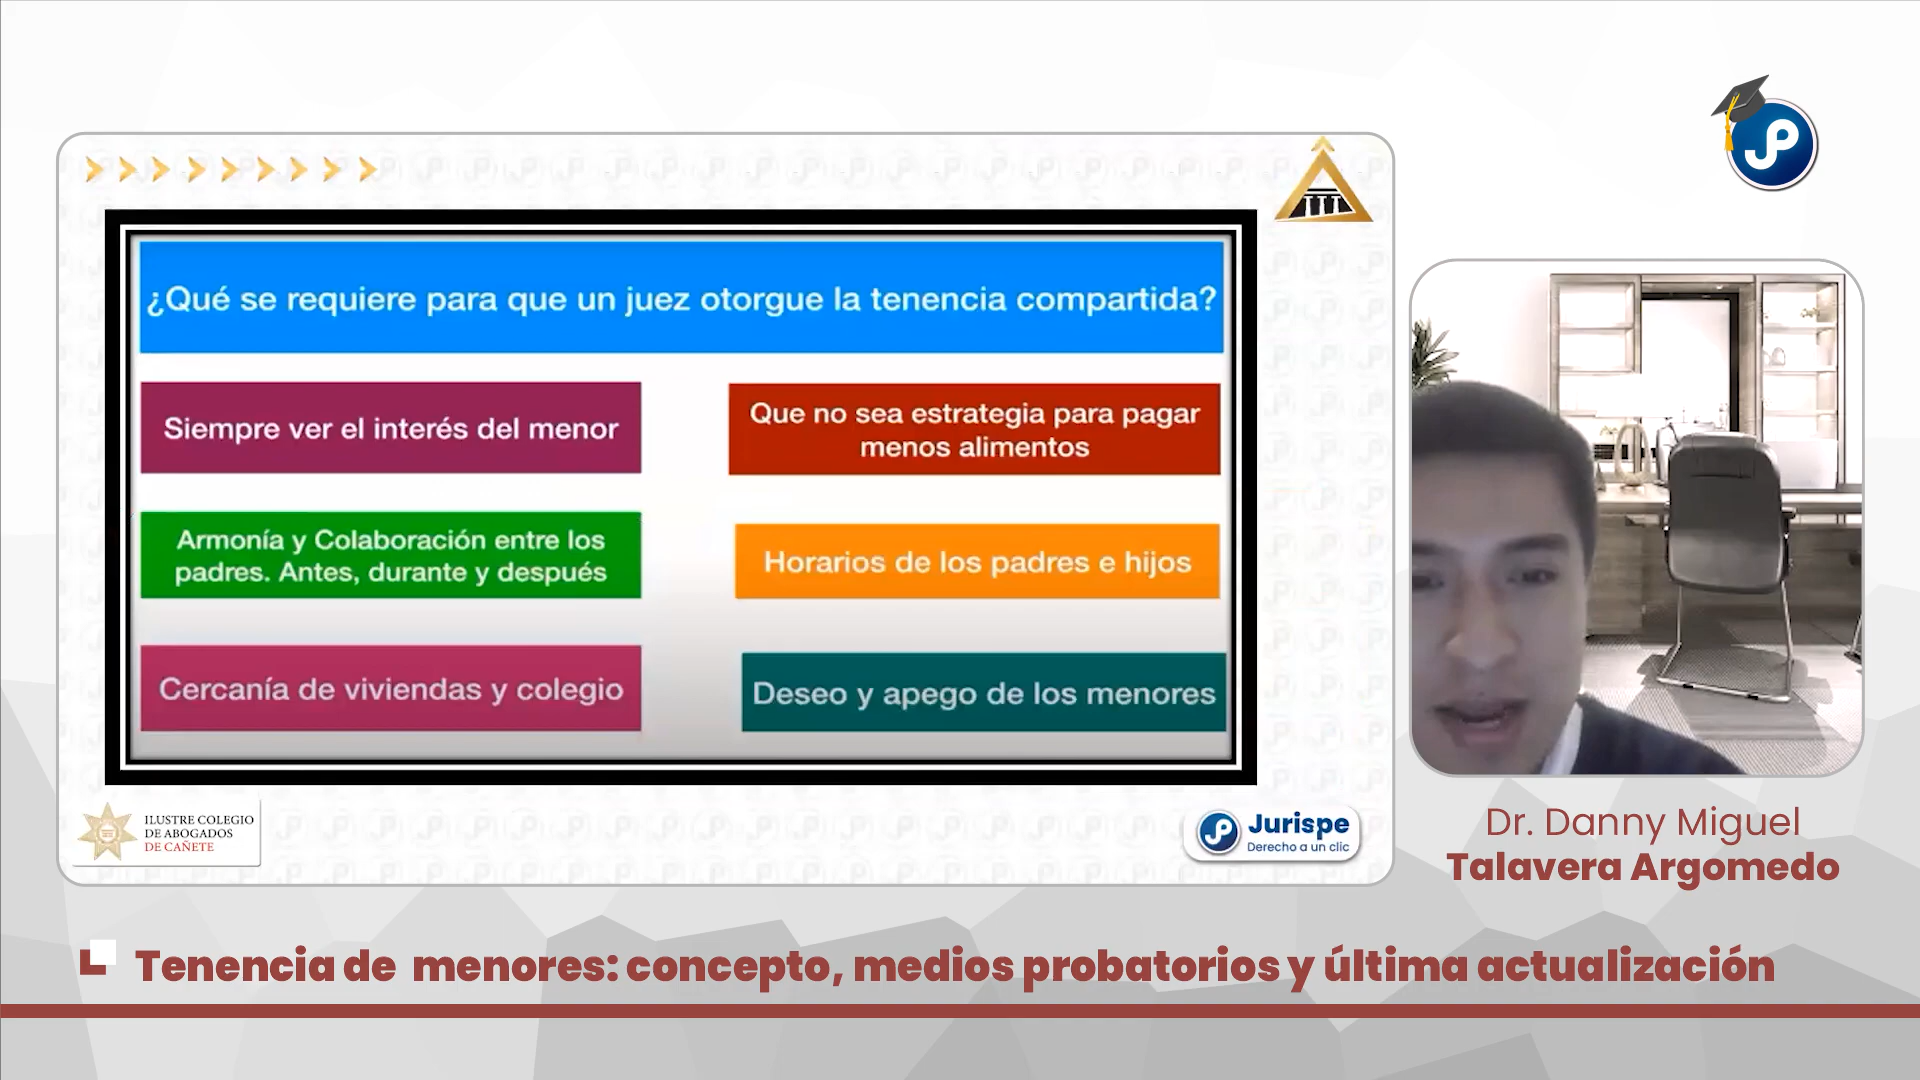 ¿Qué se requiere para que un juez otorgue la tenencia compartida?
Siempre ver el interés del menor
Que no sea estrategia para pagar
menos alimentos
Armonía y Colaboración entre los
padres. Antes, durante y después
Horarios de los padres e hijos
Cercanía de viviendas y colegio
Deseo y apego de los menores
ILUSTRE COLEGIO
DE ABOGADOS
DE CAÑETE
JP
Jurispe
Derecho a un clic
JP
Dr. Danny Miguel
Talavera Argomedo
Tenencia de menores: concepto, medios probatorios y última actualización